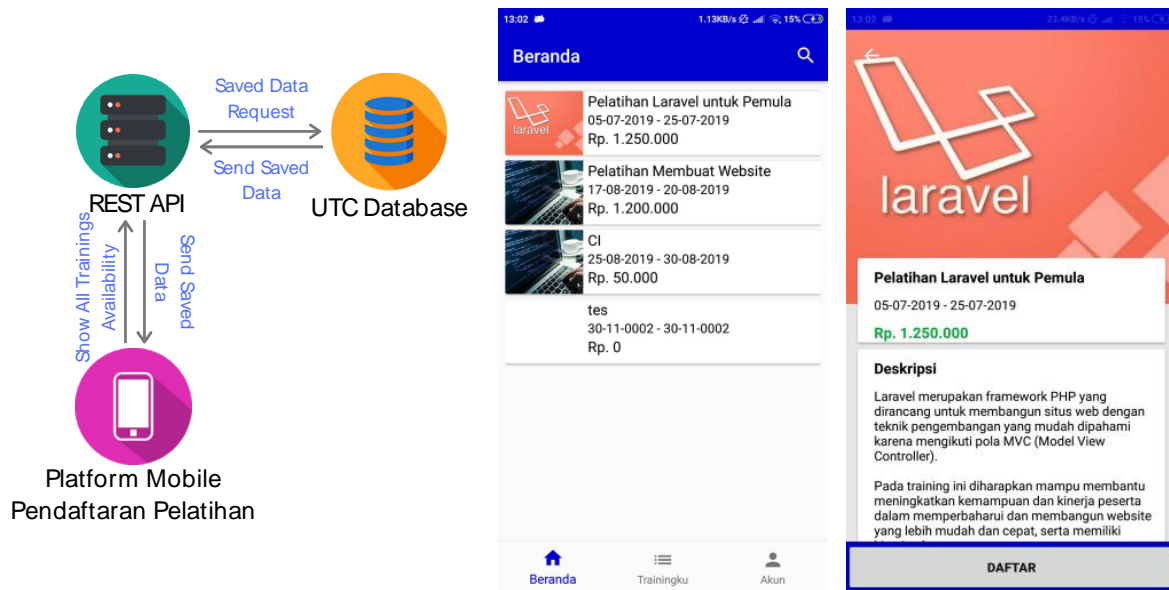 Saved Data
Request
Send Saved
Data
REST API
UTC Database
Show All Trainings
Availability
Send Saved
Data
Platform Mobile
Pendaftaran Pelatihan
13:02
1.13KB/s
15%
Beranda
laravel
Pelatihan Laravel untuk Pemula
05-07-2019 - 25-07-2019
Rp. 1.250.000
Pelatihan Membuat Website
17-08-2019 - 20-08-2019
Rp. 1.200.000
CI
25-08-2019 - 30-08-2019
Rp. 50.000
tes
30-11-0002 - 30-11-0002
Rp. 0
Beranda
Trainingku
Akun
13:02
23.4KB/s
15%
laravel
Pelatihan Laravel untuk Pemula
05-07-2019 - 25-07-2019
Rp. 1.250.000
Deskripsi
Laravel merupakan framework PHP yang
dirancang untuk membangun situs web dengan
teknik pengembangan yang mudah dipahami
karena mengikuti pola MVC (Model View
Controller).
Pada training ini diharapkan mampu membantu
meningkatkan kemampuan dan kinerja peserta
dalam memperbaharui dan membangun website
yang lebih mudah dan cepat, serta memiliki
DAFTAR